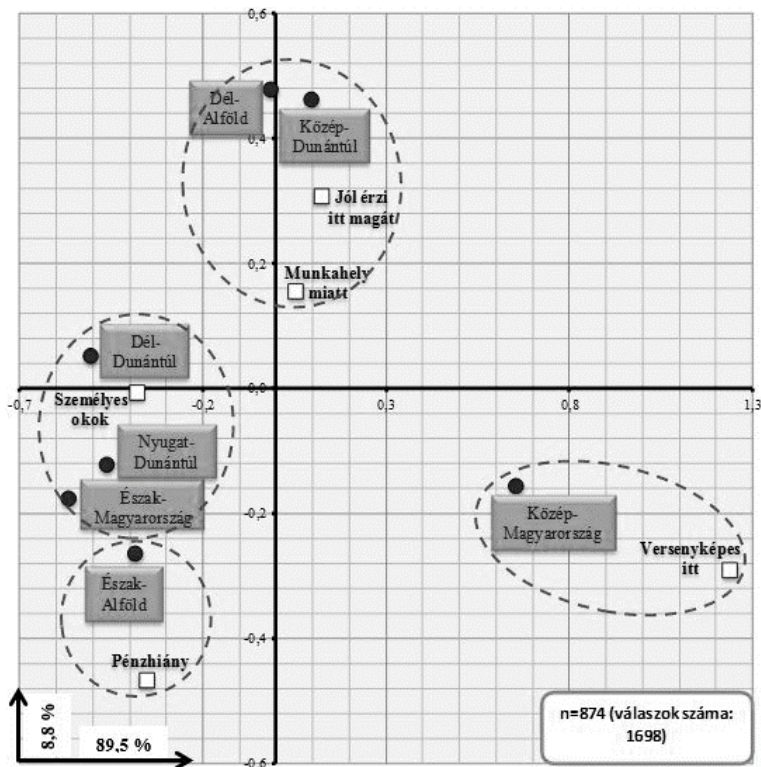 0,6
Dél-
Alföld
Közép-
Dunántúl
0,4
Jól érzi
itt magát
0,2
Munkahely
miatt
Dél-
Dunántúl
0,0
-0,7
-0,2
0,3
0,8
1,3
Személyes
okok
Nyugat-
Dunántúl
Észak-
Magyarország
-0,2
Közép-
Magyarország
Versenyképes
itt
Észak-
Alföld
-0,4
Pénzhiány
8,8 %
89,5 %
n=874 (válaszok száma:
1698)
-0,6